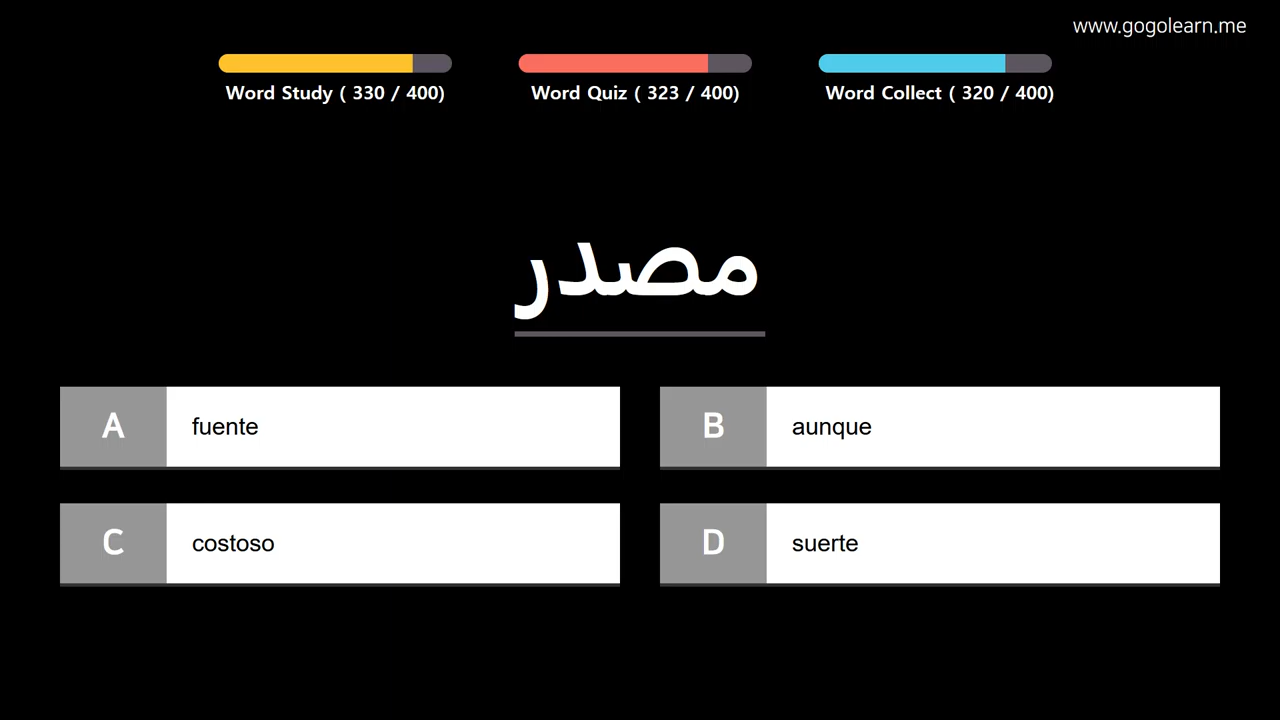 www.gogolearn.me
Word Study ( 330 / 400)
Word Quiz ( 323 / 400)
Word Collect ( 320 / 400)
مصدر
A fuente
B aunque
C costoso
D suerte